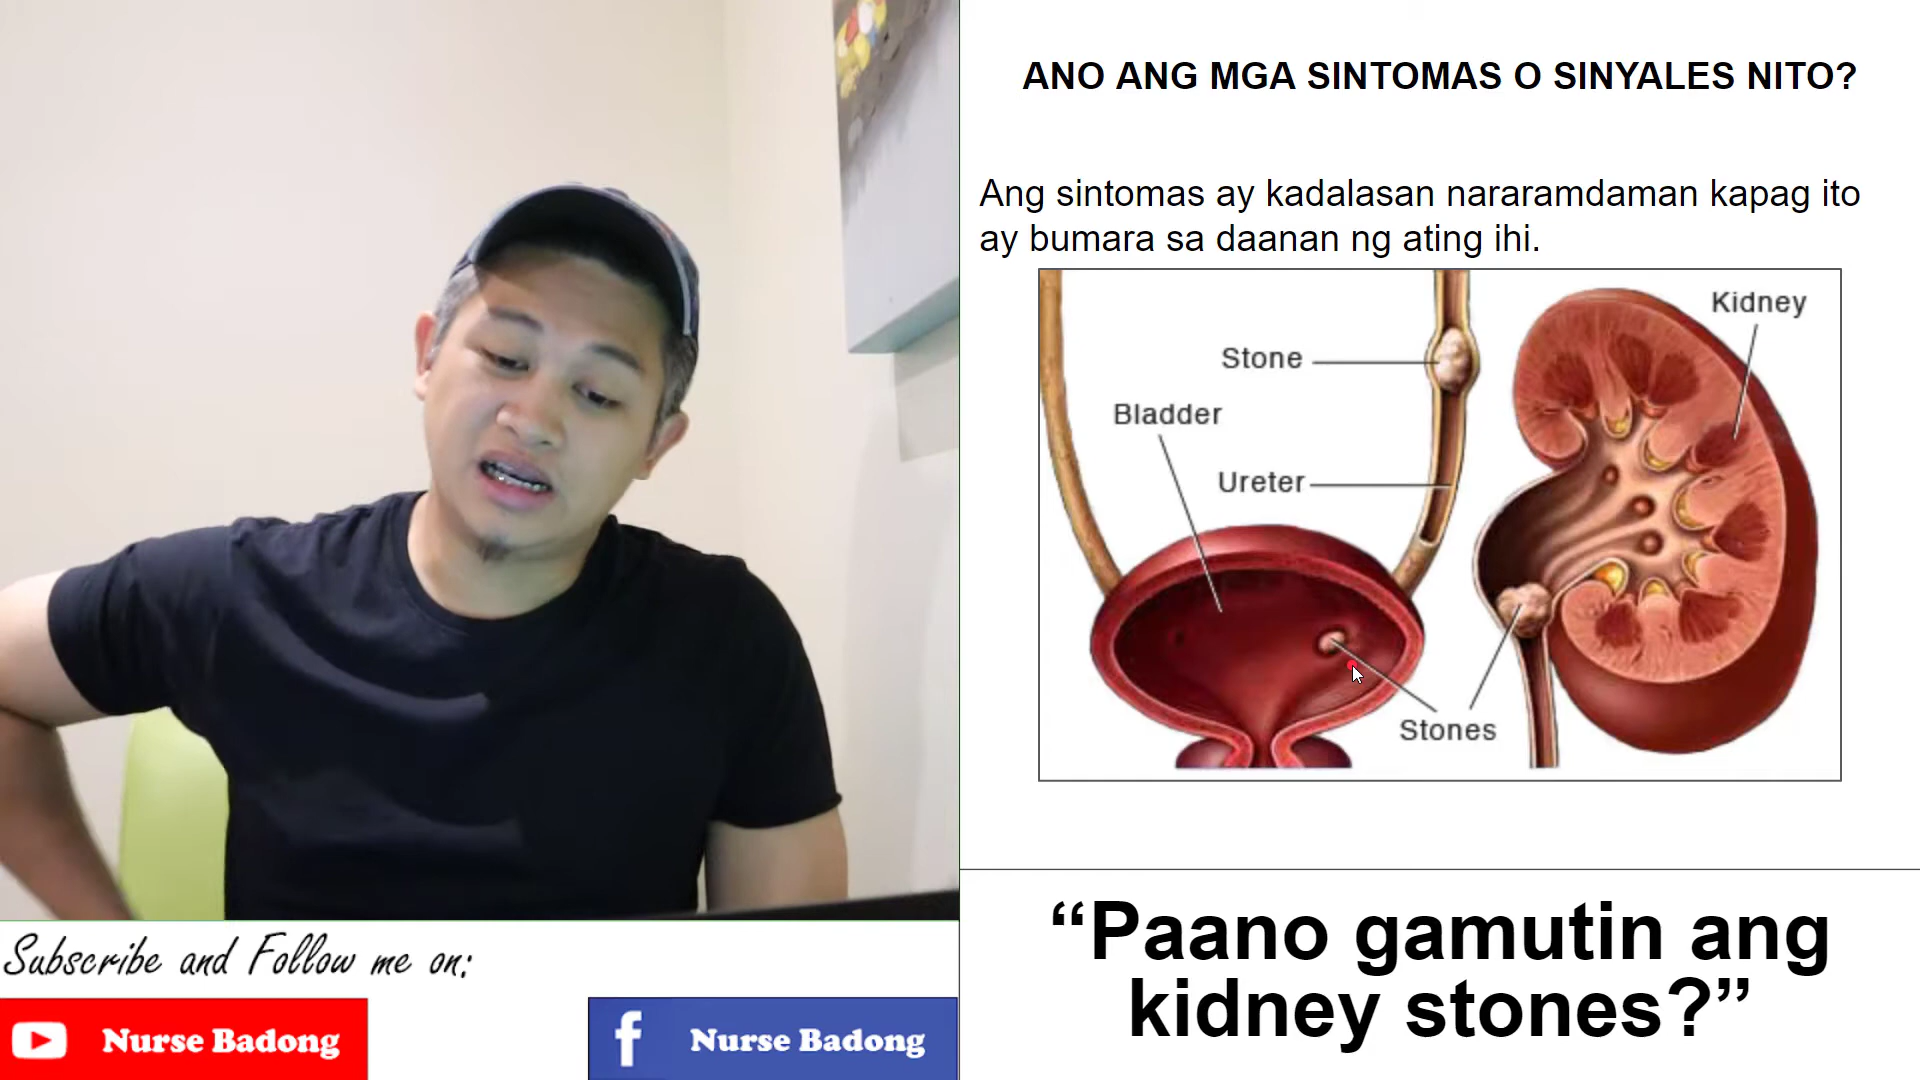 ANO ANG MGA SINTOMAS O SINYALES NITO?
Ang sintomas ay kadalasan nararamdaman kapag ito
ay bumara sa daanan ng ating ihi.
Kidney
Stone
Bladder
Ureter
Stones
“Paano gamutin ang
kidney stones?”
Subscribe and Follow me on:
Nurse Badong
f Nurse Badong